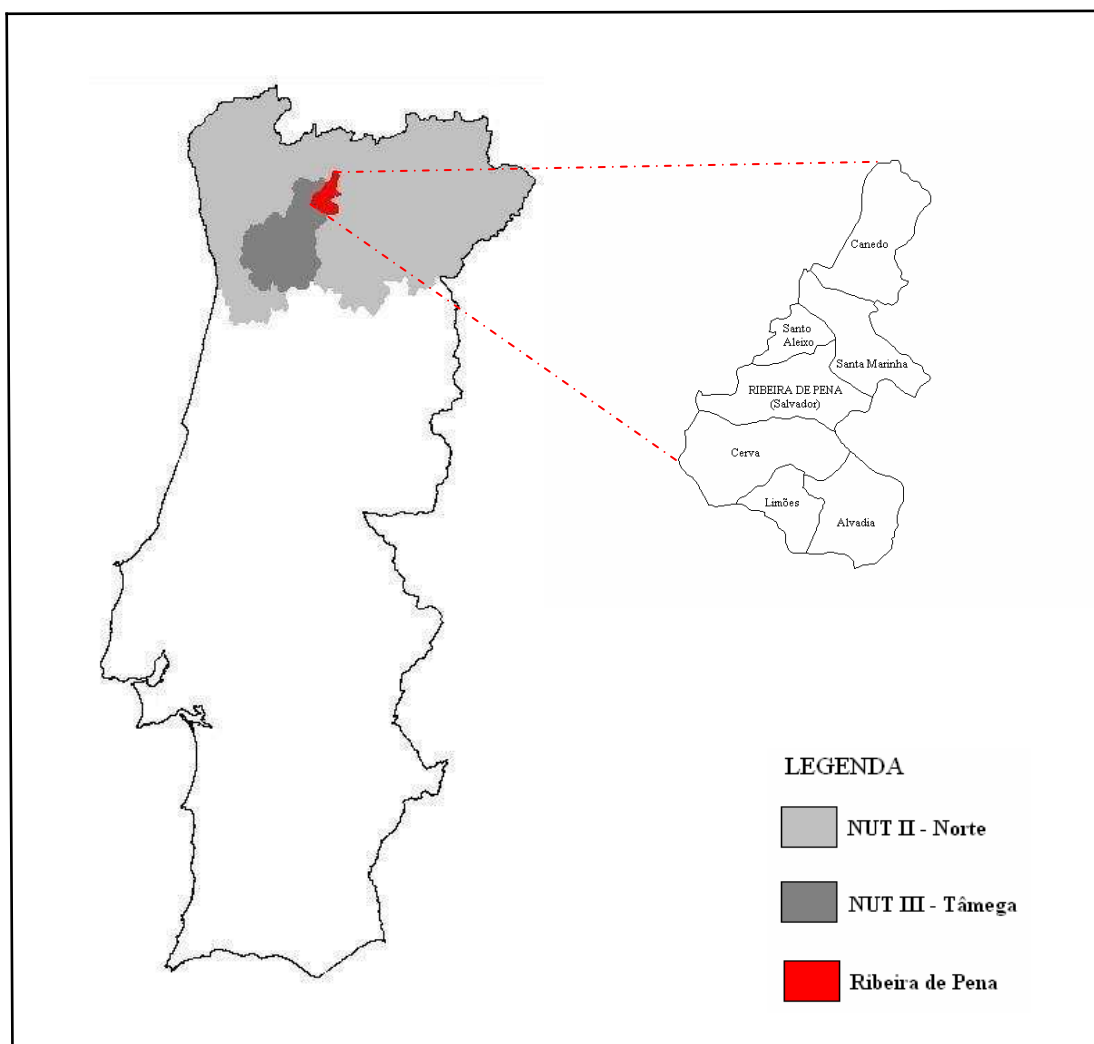 Canedo
Santo
Aleixo
Santa Marinha
RIBEIRA DE PENA
(Salvador)
Cerva
Limões
Alvadia
LEGENDA
NUT II - Norte
NUT III - Tâmega
Ribeira de Pena